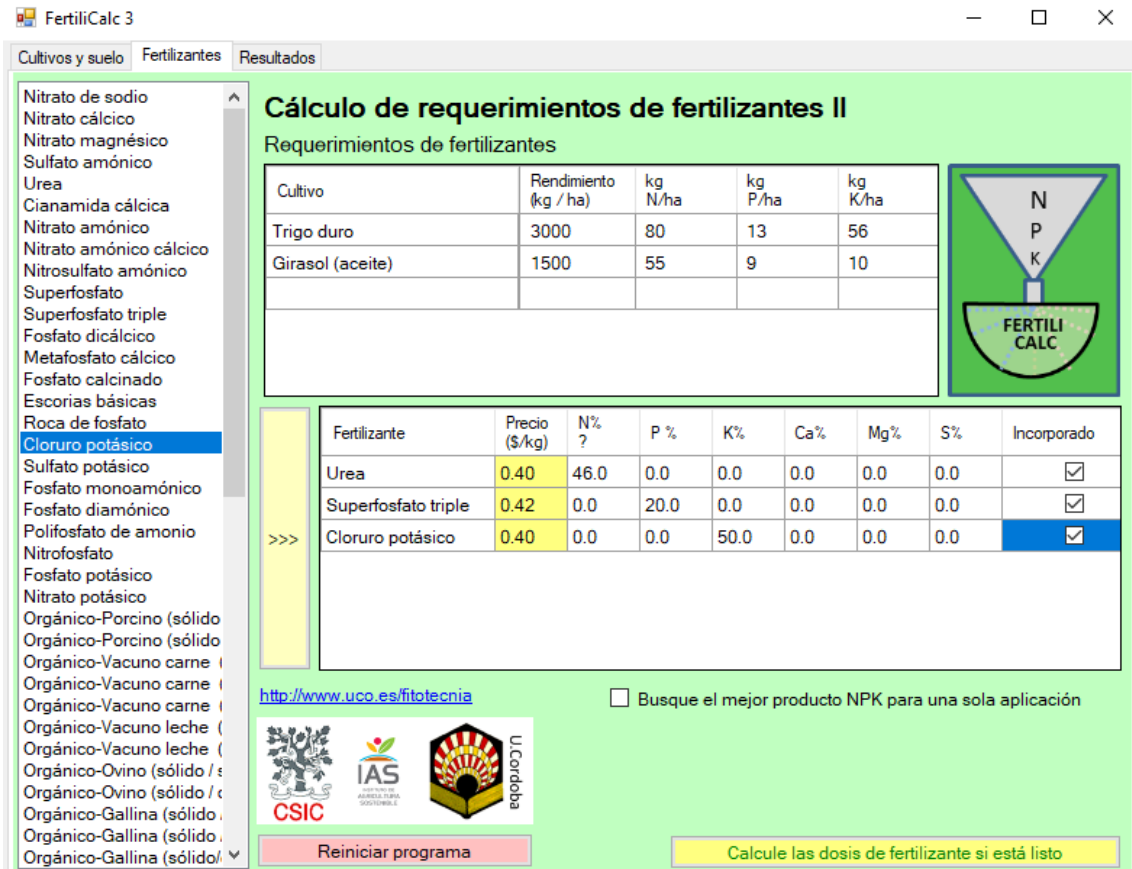 FertiliCalc 3
Cultivos y suelo Fertilizantes Resultados
Nitrato de sodio
Nitrato cálcico
Nitrato magnésico
Sulfato amónico
Urea
Cianamida cálcica
Nitrato amónico
Nitrato amónico cálcico
Nitrosulfato amónico
Superfosfato
Superfosfato triple
Fosfato dicálcico
Metafosfato cálcico
Fosfato calcinado
Escorias básicas
Roca de fosfato
Cloruro potásico
Sulfato potásico
Fosfato monoamónico
Fosfato diamónico
Polifosfato de amonio
Nitrofosfato
Fosfato potásico
Nitrato potásico
Orgánico-Porcino (sólido
Orgánico-Porcino (sólido
Orgánico-Vacuno carne (
Orgánico-Vacuno carne (
Orgánico-Vacuno carne (
Orgánico-Vacuno leche (
Orgánico-Vacuno leche (
Orgánico-Ovino (sólido / s
Orgánico-Ovino (sólido / c
Orgánico-Gallina (sólido /
Orgánico-Gallina (sólido /
Orgánico-Gallina (sólido/
Cálculo de requerimientos de fertilizantes II
Requerimientos de fertilizantes
Cultivo Rendimiento (kg / ha) kg N/ha kg P/ha kg K/ha
Trigo duro 3000 80 13 56
Girasol (aceite) 1500 55 9 10
N
P
K
FERTILI
CALC
>>>
Fertilizante Precio ($/kg) N% ? P % K% Ca% Mg% S% Incorporado
Urea 0.40 46.0 0.0 0.0 0.0 0.0 0.0
Superfosfato triple 0.42 0.0 20.0 0.0 0.0 0.0 0.0
Cloruro potásico 0.40 0.0 0.0 50.0 0.0 0.0 0.0
http://www.uco.es/fitotecnia
Busque el mejor producto NPK para una sola aplicación
CSIC
IAS
INSTITUTO DE
AGRICULTURA
SOSTENIBLE
U.Cordoba
Reiniciar programa
Calcule las dosis de fertilizante si está listo